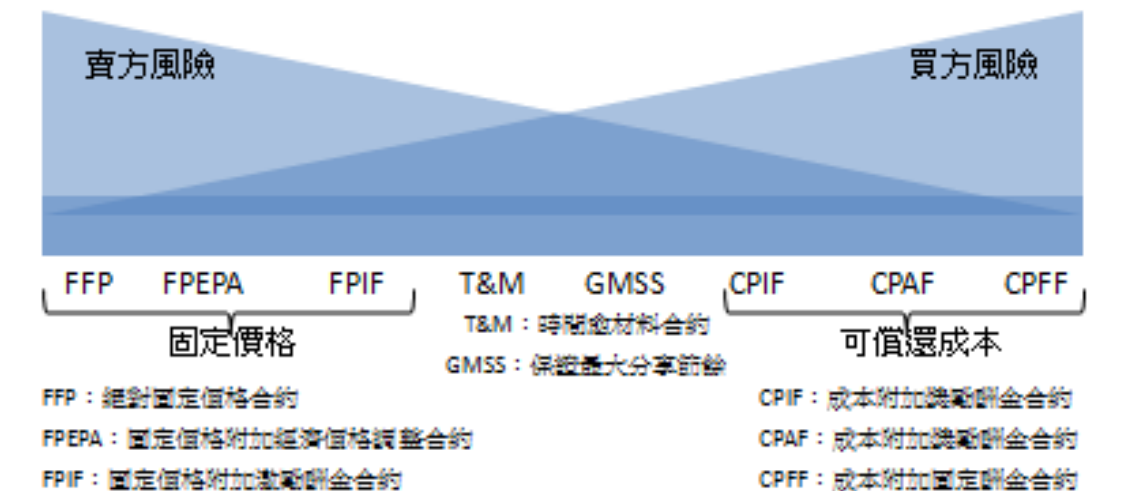 賣方風險 買方風險
FFP FPEPA FPIF T&M GMSS CPIF CPAF CPFF
固定價格 可償還成本
T&M：時間愈材料合約
GMSS：保證最大分享節餘
FFP：絕對固定價格合約
FPEPA：固定價格附加經濟價格調整合約
FPIF：固定價格附加激勵酬金合約
CPIF：成本附加機勵酬金合約
CPAF：成本附加機勵酬金合約
CPFF：成本附加固定酬金合約